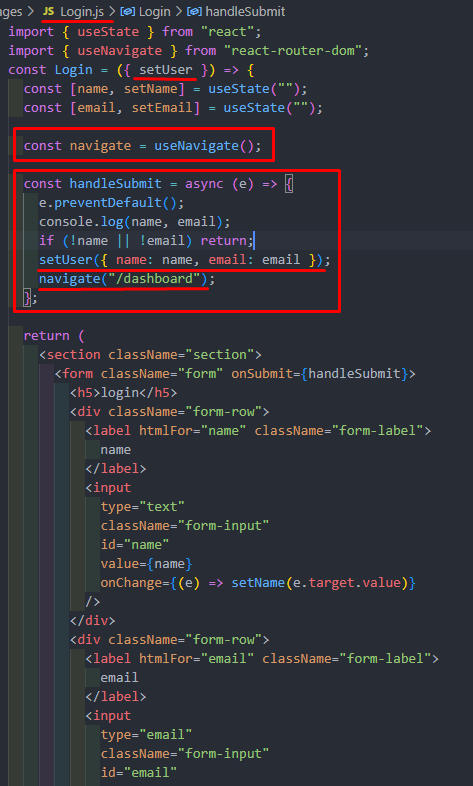 ages > JS Login.js > Login > handleSubmit
import { useState } from "react";
import { useNavigate } from "react-router-dom";
const Login = ({ setUser }) => {
const [name, setName] = useState("");
const [email, setEmail] = useState("");
const navigate = useNavigate();
const handleSubmit = async (e) => {
e.preventDefault();
console.log(name, email);
if (!name || !email) return;
setUser({ name: name, email: email });
navigate("/dashboard");
};
return (
<section className="section">
<form className="form" onSubmit={handleSubmit}>
<h5>login</h5>
<div className="form-row">
<label htmlFor="name" className="form-label">
name
</label>
<input
type="text"
className="form-input"
id="name"
value={name}
onChange={(e) => setName(e.target.value)}
/>
</div>
<div className="form-row">
<label htmlFor="email" className="form-label">
email
</label>
<input
type="email"
className="form-input"
id="email"